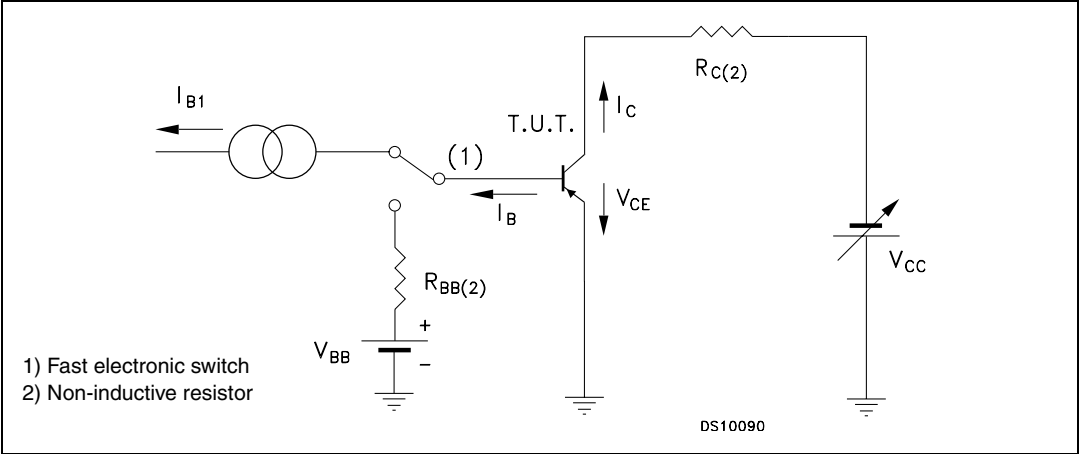 I_B1
T.U.T.
I_C
R_C(2)
(1)
I_B
V_CE
R_BB(2)
V_CC
+
V_BB
−
1) Fast electronic switch
2) Non-inductive resistor
DS10090